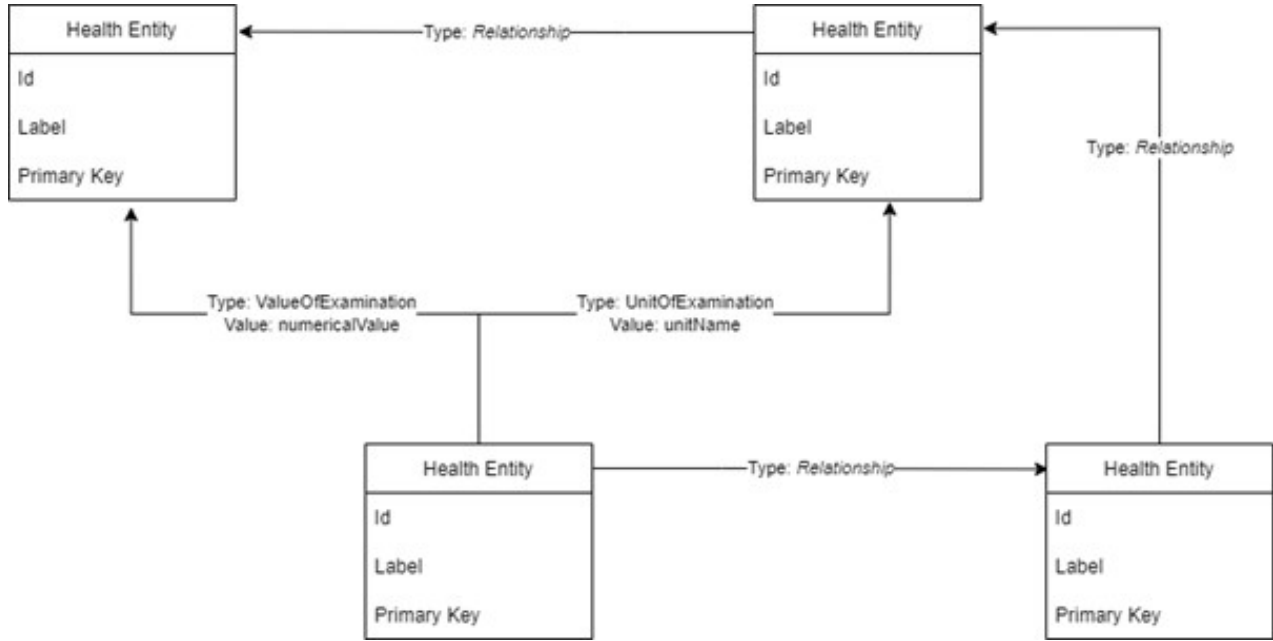 Health Entity
Id
Label
Primary Key
Type: Relationship
Health Entity
Id
Label
Primary Key
Type: Relationship
Type: ValueOfExamination
Value: numericalValue
Type: UnitOfExamination
Value: unitName
Health Entity
Id
Label
Primary Key
Type: Relationship
Health Entity
Id
Label
Primary Key